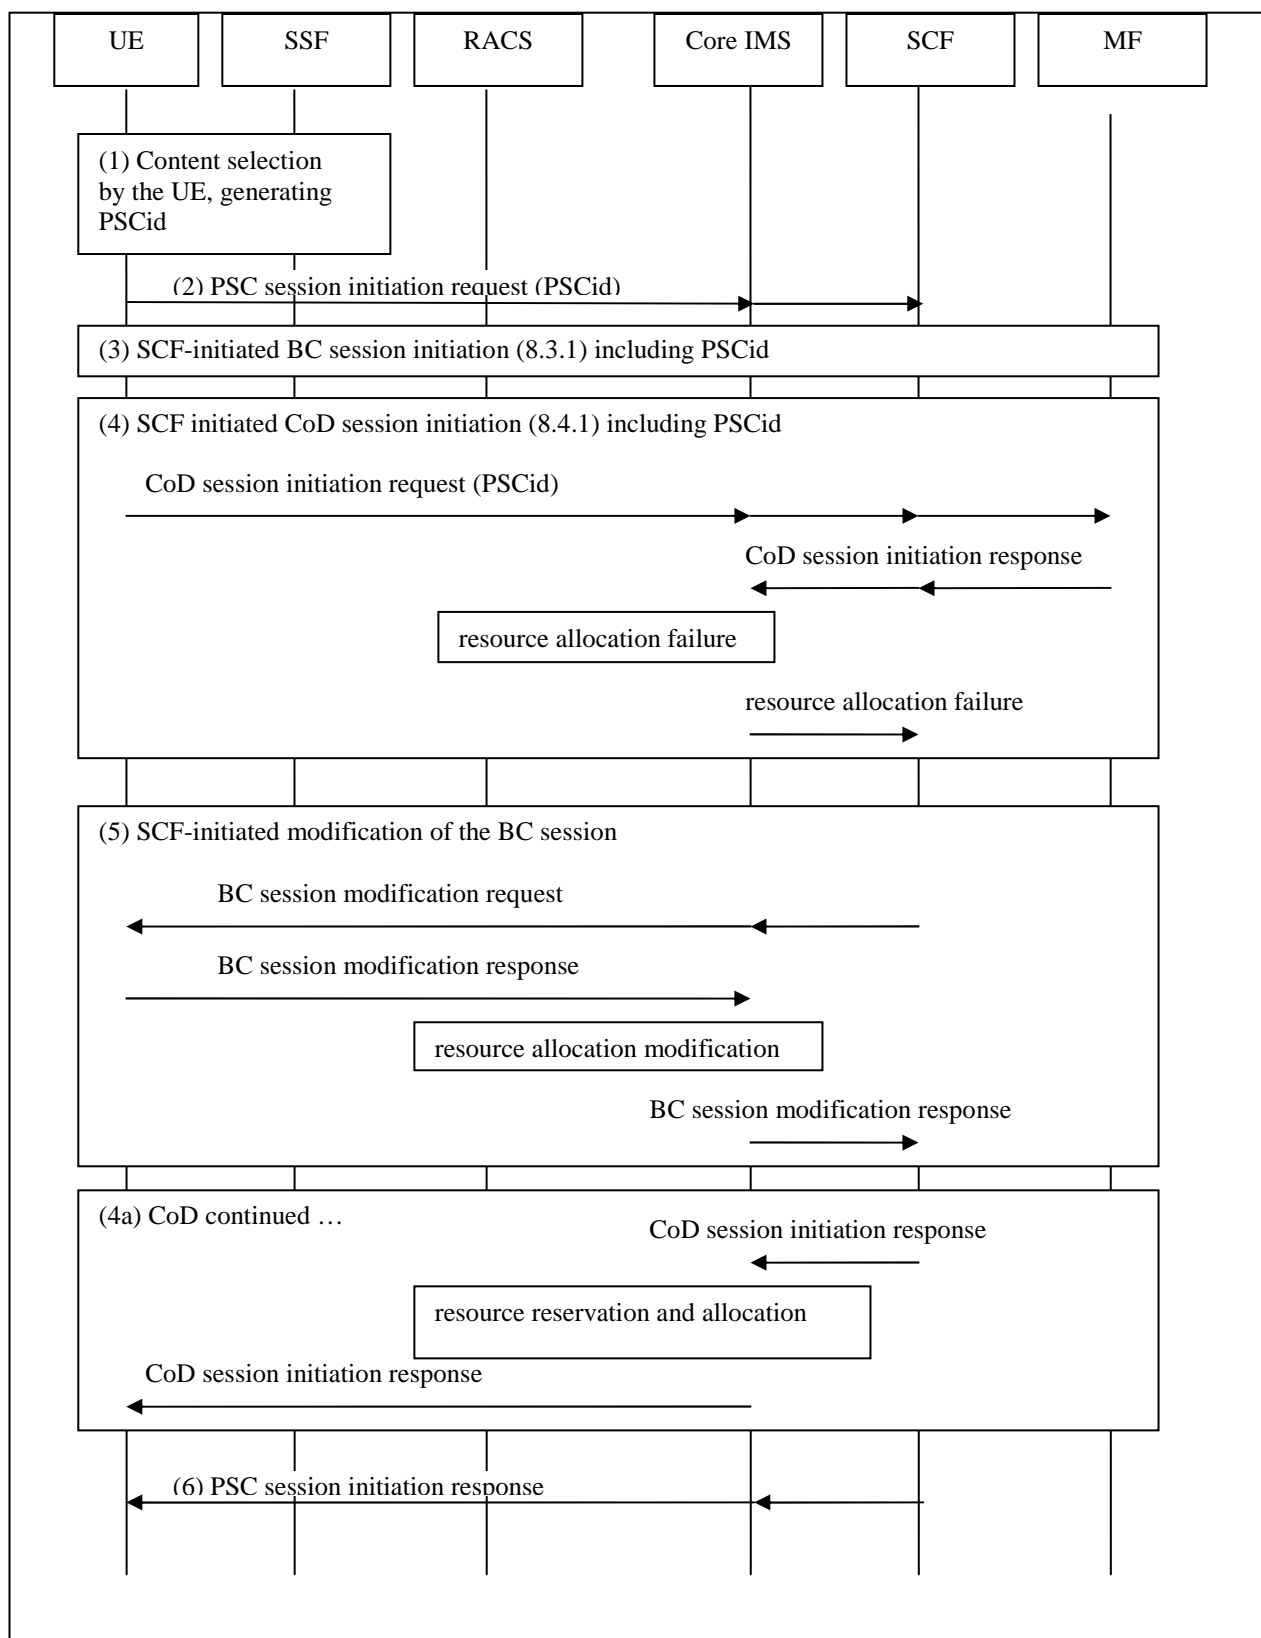 UE
SSF
RACS
Core IMS
SCF
MF
(1) Content selection
by the UE, generating
PSCid
(2) PSC session initiation request (PSCid)
(3) SCF-initiated BC session initiation (8.3.1) including PSCid
(4) SCF initiated CoD session initiation (8.4.1) including PSCid
CoD session initiation request (PSCid)
CoD session initiation response
resource allocation failure
resource allocation failure
(5) SCF-initiated modification of the BC session
BC session modification request
BC session modification response
resource allocation modification
BC session modification response
(4a) CoD continued …
CoD session initiation response
resource reservation and allocation
CoD session initiation response
(6) PSC session initiation response